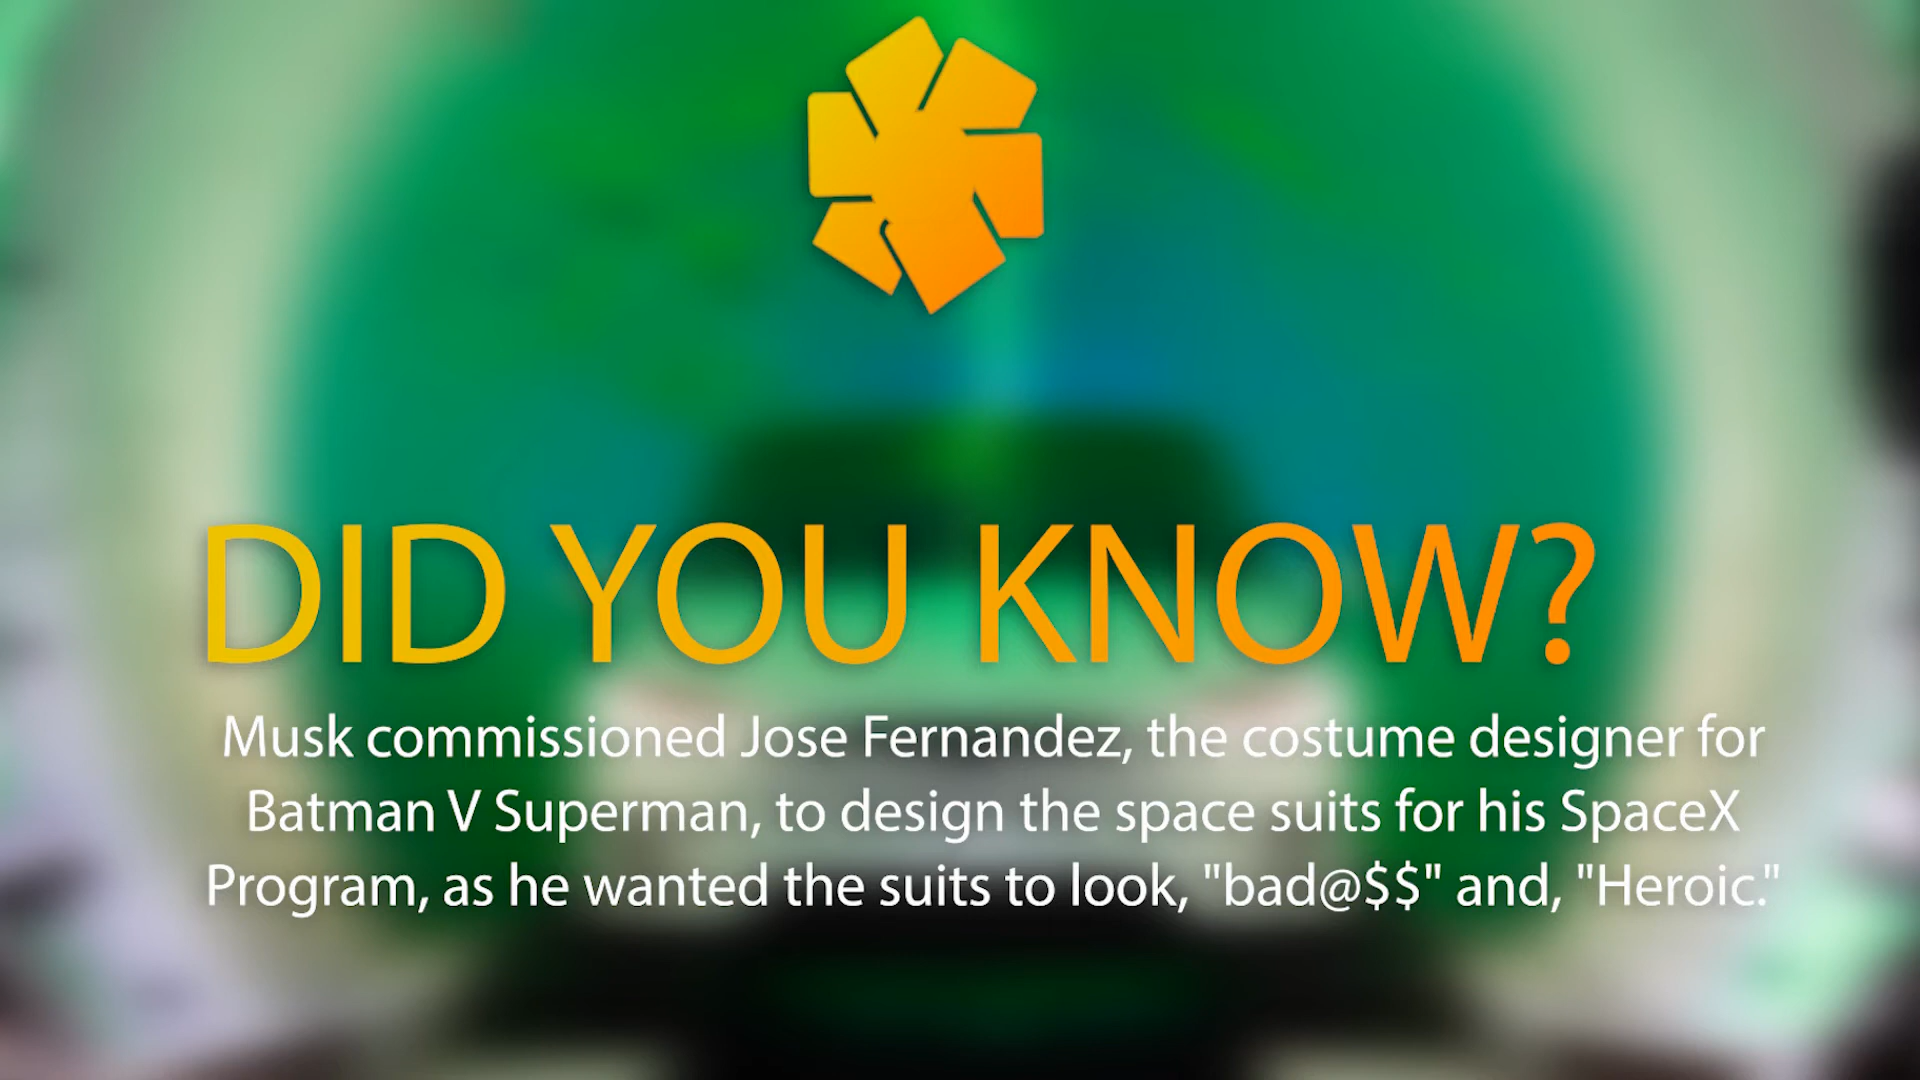 DID YOU KNOW?
Musk commissioned Jose Fernandez, the costume designer for
Batman V Superman, to design the space suits for his SpaceX
Program, as he wanted the suits to look, "bad@$$" and, "Heroic."